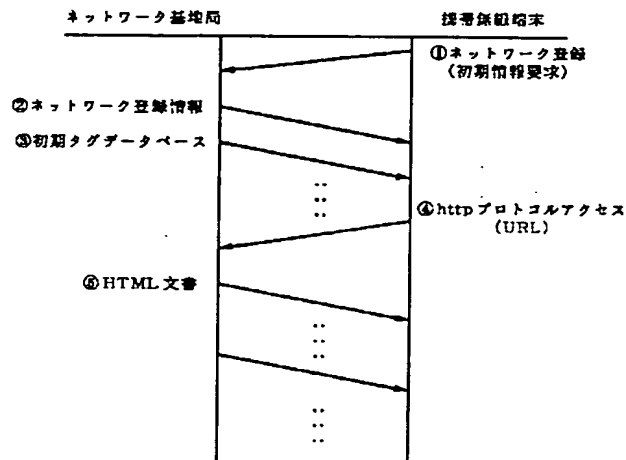 ネットワーク基地局
携帯無線端末
①ネットワーク登録
(初期情報要求)
②ネットワーク登録情報
③初期タグデータベース
④httpプロトコルアクセス
(URL)
⑤HTML文書